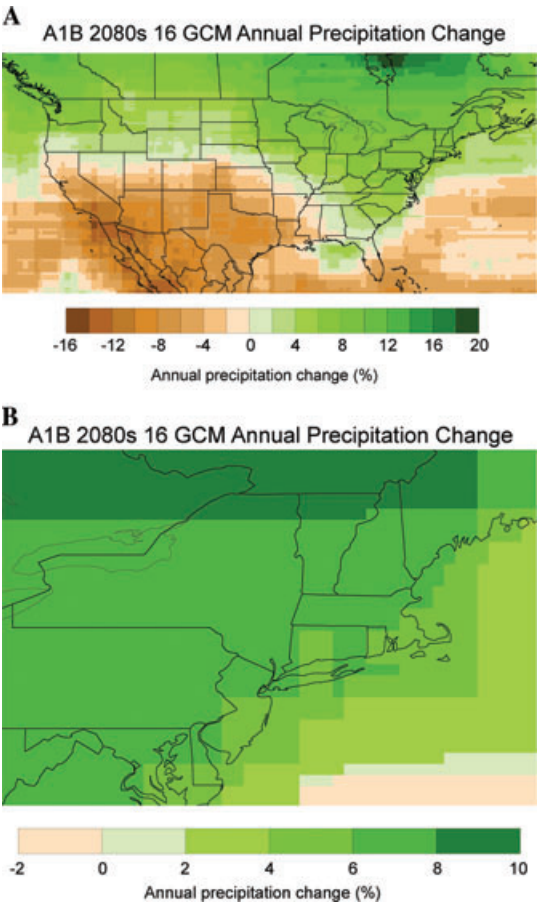 A
A1B 2080s 16 GCM Annual Precipitation Change
-16 -12 -8 -4 0 4 8 12 16 20
Annual precipitation change (%)
B
A1B 2080s 16 GCM Annual Precipitation Change
-2 0 2 4 6 8 10
Annual precipitation change (%)